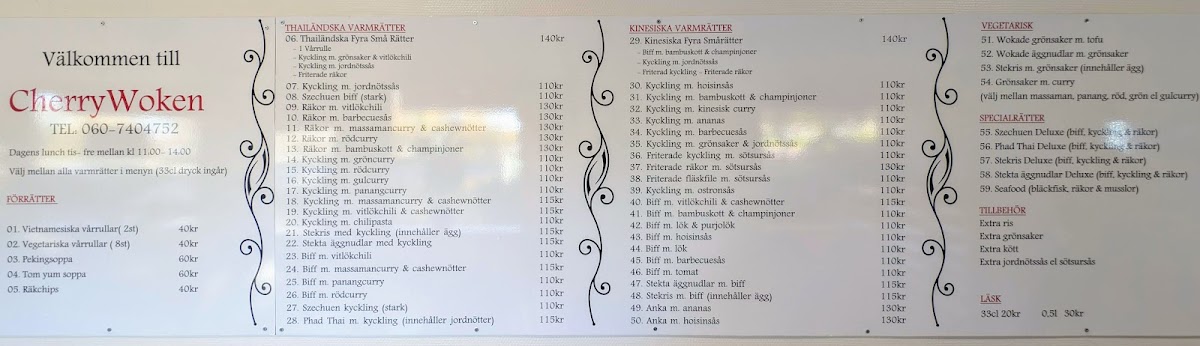 Välkommen till
CherryWoken
TEL. 060-7404752
Dagens lunch tis- fre mellan kl 11.00- 14.00
Välj mellan alla varmrätter i menyn (33cl dryck ingår)
FÖRRÄTTER
01. Vietnamesiska vårrullar( 2st) 40kr
02. Vegetariska vårrullar ( 8st) 40kr
03. Pekingsoppa 60kr
04. Tom yum soppa 60kr
05. Räkchips 40kr
THAILÄNDSKA VARMRÄTTER
06. Thailändska Fyra Små Rätter 140kr
- 1 Vårrulle
- Kyckling m. grönsaker & vitlökchili
- Kyckling m. jordnötssås
- Friterade räkor
07. Kyckling m. jordnötssås 110kr
08. Szechuen biff (stark) 110kr
09. Räkor m. vitlökchili 130kr
10. Räkor m. barbecuesås 130kr
11. Räkor m. massamancurry & cashewnötter 130kr
12. Räkor m. rödcurry 130kr
13. Räkor m. bambuskott & champinjoner 130kr
14. Kyckling m. gröncurry 110kr
15. Kyckling m. rödcurry 110kr
16. Kyckling m. gulcurry 110kr
17. Kyckling m. panangcurry 110kr
18. Kyckling m. massamancurry & cashewnötter 115kr
19. Kyckling m. vitlökchili & cashewnötter 115kr
20. Kyckling m. chilipasta 110kr
21. Stekris med kyckling (innehåller ägg) 115kr
22. Stekta äggnudlar med kyckling 115kr
23. Biff m. vitlökchili 110kr
24. Biff m. massamancurry & cashewnötter 115kr
25. Biff m. panangcurry 110kr
26. Biff m. rödcurry 110kr
27. Szechuen kyckling (stark) 110kr
28. Phad Thai m. kyckling (innehåller jordnötter) 115kr
KINESISKA VARMRÄTTER
29. Kinesiska Fyra Smårätter 140kr
- Biff m. bambuskott & champinjoner
- Kyckling m. jordnötssås
- Friterad kyckling - Friterade räkor
30. Kyckling m. hoisinsås 110kr
31. Kyckling m. bambuskott & champinjoner 110kr
32. Kyckling m. kinesisk curry 110kr
33. Kyckling m. ananas 110kr
34. Kyckling m. barbecuesås 110kr
35. Kyckling m. grönsaker & jordnötssås 110kr
36. Friterade kyckling m. sötsursås 110kr
37. Friterade räkor m. sötsursås 130kr
38. Friterade fläskfile m. sötsursås 110kr
39. Kyckling m. ostronsås 110kr
40. Biff m. vitlökchili & cashewnötter 115kr
41. Biff m. bambuskott & champinjoner 110kr
42. Biff m. lök & purjolök 110kr
43. Biff m. hoisinsås 110kr
44. Biff m. lök 110kr
45. Biff m. barbecuesås 110kr
46. Biff m. tomat 110kr
47. Stekta äggnudlar m. biff 115kr
48. Stekris m. biff (innehåller ägg) 115kr
49. Anka m. ananas 130kr
50. Anka m. hoisinsås 130kr
VEGETARISK
51. Wokade grönsaker m. tofu
52. Wokade äggnudlar m. grönsaker
53. Stekris m. grönsaker (innehåller ägg)
54. Grönsaker m. curry
(välj mellan massaman, panang, röd, grön el gulcurry)
SPECIALRÄTTER
55. Szechuen Deluxe (biff, kyckling & räkor)
56. Phad Thai Deluxe (biff, kyckling & räkor)
57. Stekris Deluxe (biff, kyckling & räkor)
58. Stekta äggnudlar Deluxe (biff, kyckling & räkor)
59. Seafood (bläckfisk, räkor & musslor)
TILLBEHÖR
Extra ris
Extra grönsaker
Extra kött
Extra jordnötssås el sötsursås
LÄSK
33cl 20kr 0,5l 30kr